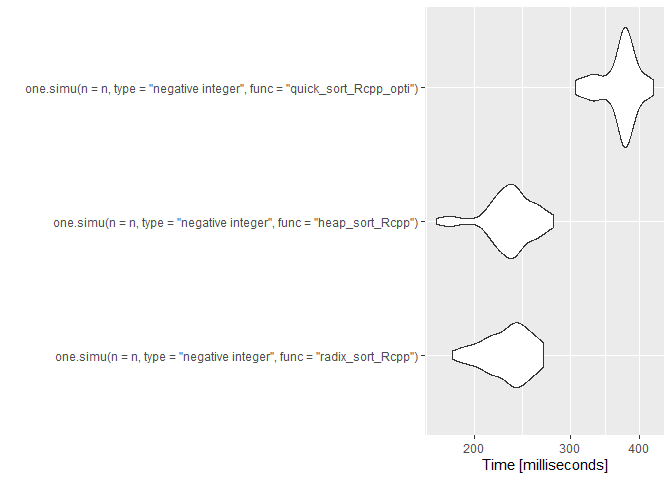 one.simu(n = n, type = "negative integer", func = "quick_sort_Rcpp_opti")
one.simu(n = n, type = "negative integer", func = "heap_sort_Rcpp")
one.simu(n = n, type = "negative integer", func = "radix_sort_Rcpp")
200 300 400
Time [milliseconds]